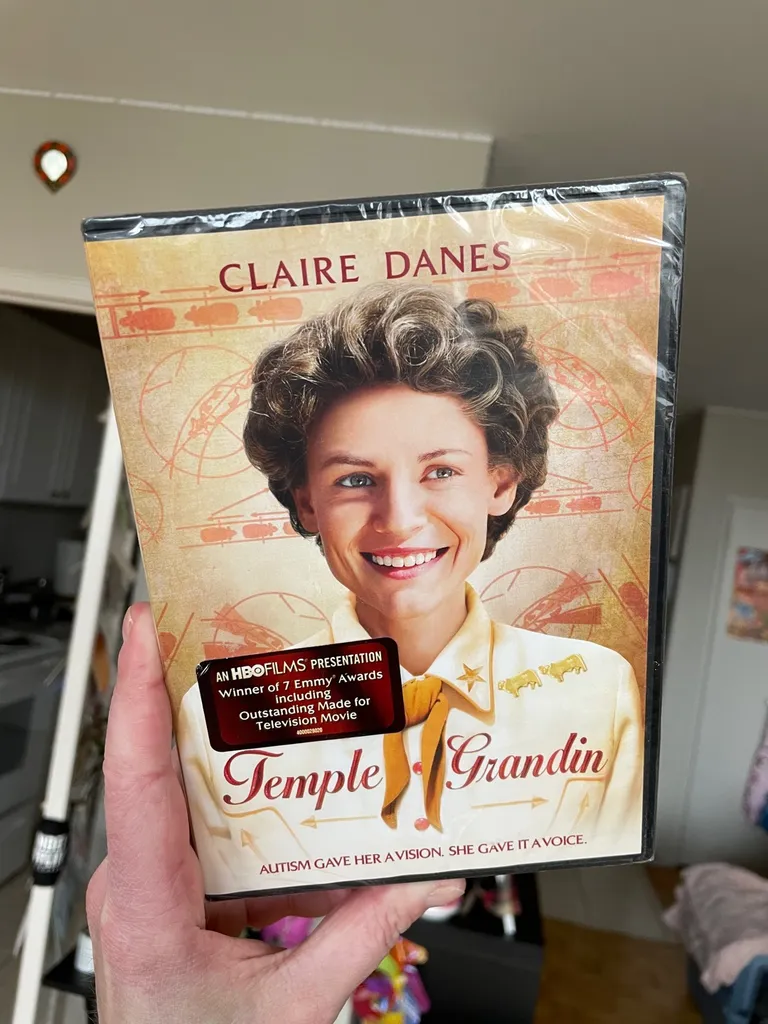 CLAIRE DANES
AN HBO FILMS PRESENTATION
Winner of 7 Emmy® Awards
including
Outstanding Made for
Television Movie
Temple Grandin
AUTISM GAVE HER A VISION. SHE GAVE IT A VOICE.